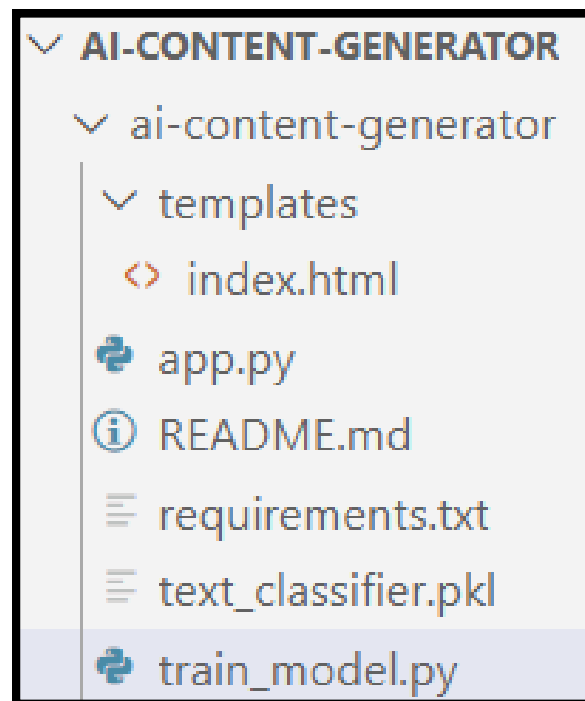 AI-CONTENT-GENERATOR
ai-content-generator
templates
index.html
app.py
README.md
requirements.txt
text_classifier.pkl
train_model.py